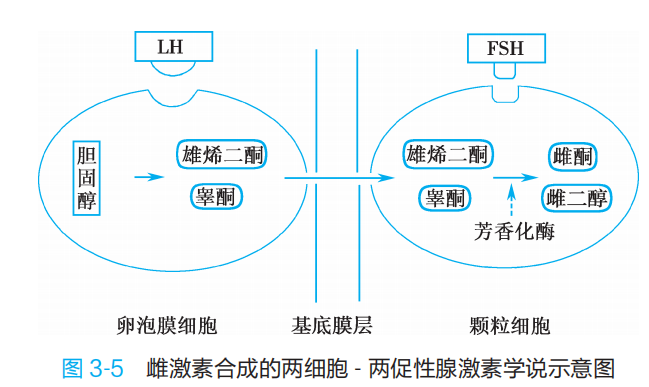 LH
FSH
胆固醇
雄烯二酮
睾酮
雄烯二酮
睾酮
雌酮
雌二醇
芳香化酶
卵泡膜细胞
基底膜层
颗粒细胞
图 3-5 雌激素合成的两细胞 - 两促性腺激素学说示意图